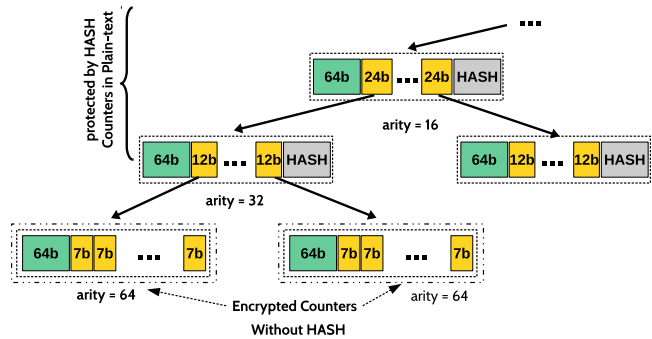 ...
protected by HASH
Counters in Plain-text
64b 24b ... 24b HASH
arity = 16
64b 12b ... 12b HASH
64b 12b ... 12b HASH
arity = 32
64b 7b 7b ... 7b
64b 7b 7b ... 7b
arity = 64
arity = 64
Encrypted Counters
Without HASH